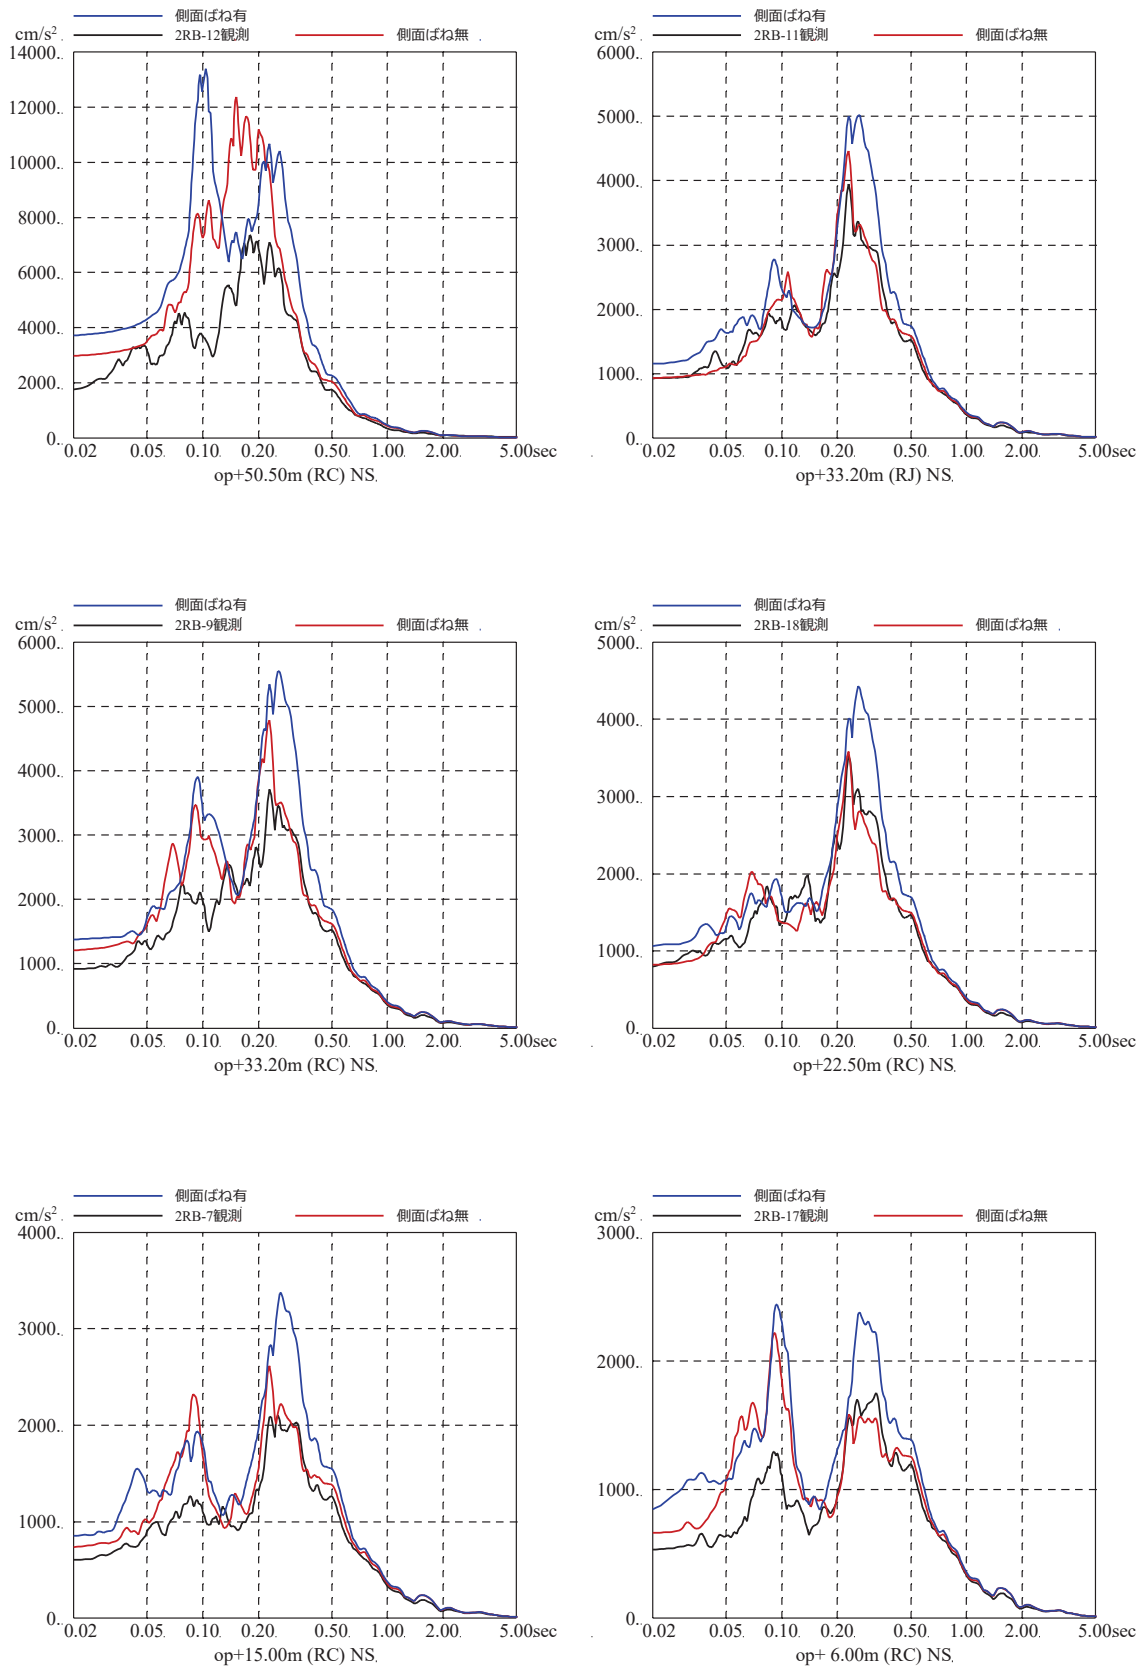 側面ばね有
cm/s² 2RB-12観測 側面ばね無
14000.
12000.
10000.
8000.
6000.
4000.
2000.
0.
0.02 0.05 0.10 0.20 0.50 1.00 2.00 5.00sec
op+50.50m (RC) NS
側面ばね有
cm/s² 2RB-11観測 側面ばね無
6000.
5000.
4000.
3000.
2000.
1000.
0.
0.02 0.05 0.10 0.20 0.50 1.00 2.00 5.00sec
op+33.20m (RJ) NS
側面ばね有
cm/s² 2RB-9観測 側面ばね無
6000.
5000.
4000.
3000.
2000.
1000.
0.
0.02 0.05 0.10 0.20 0.50 1.00 2.00 5.00sec
op+33.20m (RC) NS
側面ばね有
cm/s² 2RB-18観測 側面ばね無
5000.
4000.
3000.
2000.
1000.
0.
0.02 0.05 0.10 0.20 0.50 1.00 2.00 5.00sec
op+22.50m (RC) NS
側面ばね有
cm/s² 2RB-7観測 側面ばね無
4000.
3000.
2000.
1000.
0.
0.02 0.05 0.10 0.20 0.50 1.00 2.00 5.00sec
op+15.00m (RC) NS
側面ばね有
cm/s² 2RB-17観測 側面ばね無
3000.
2000.
1000.
0.
0.02 0.05 0.10 0.20 0.50 1.00 2.00 5.00sec
op+ 6.00m (RC) NS